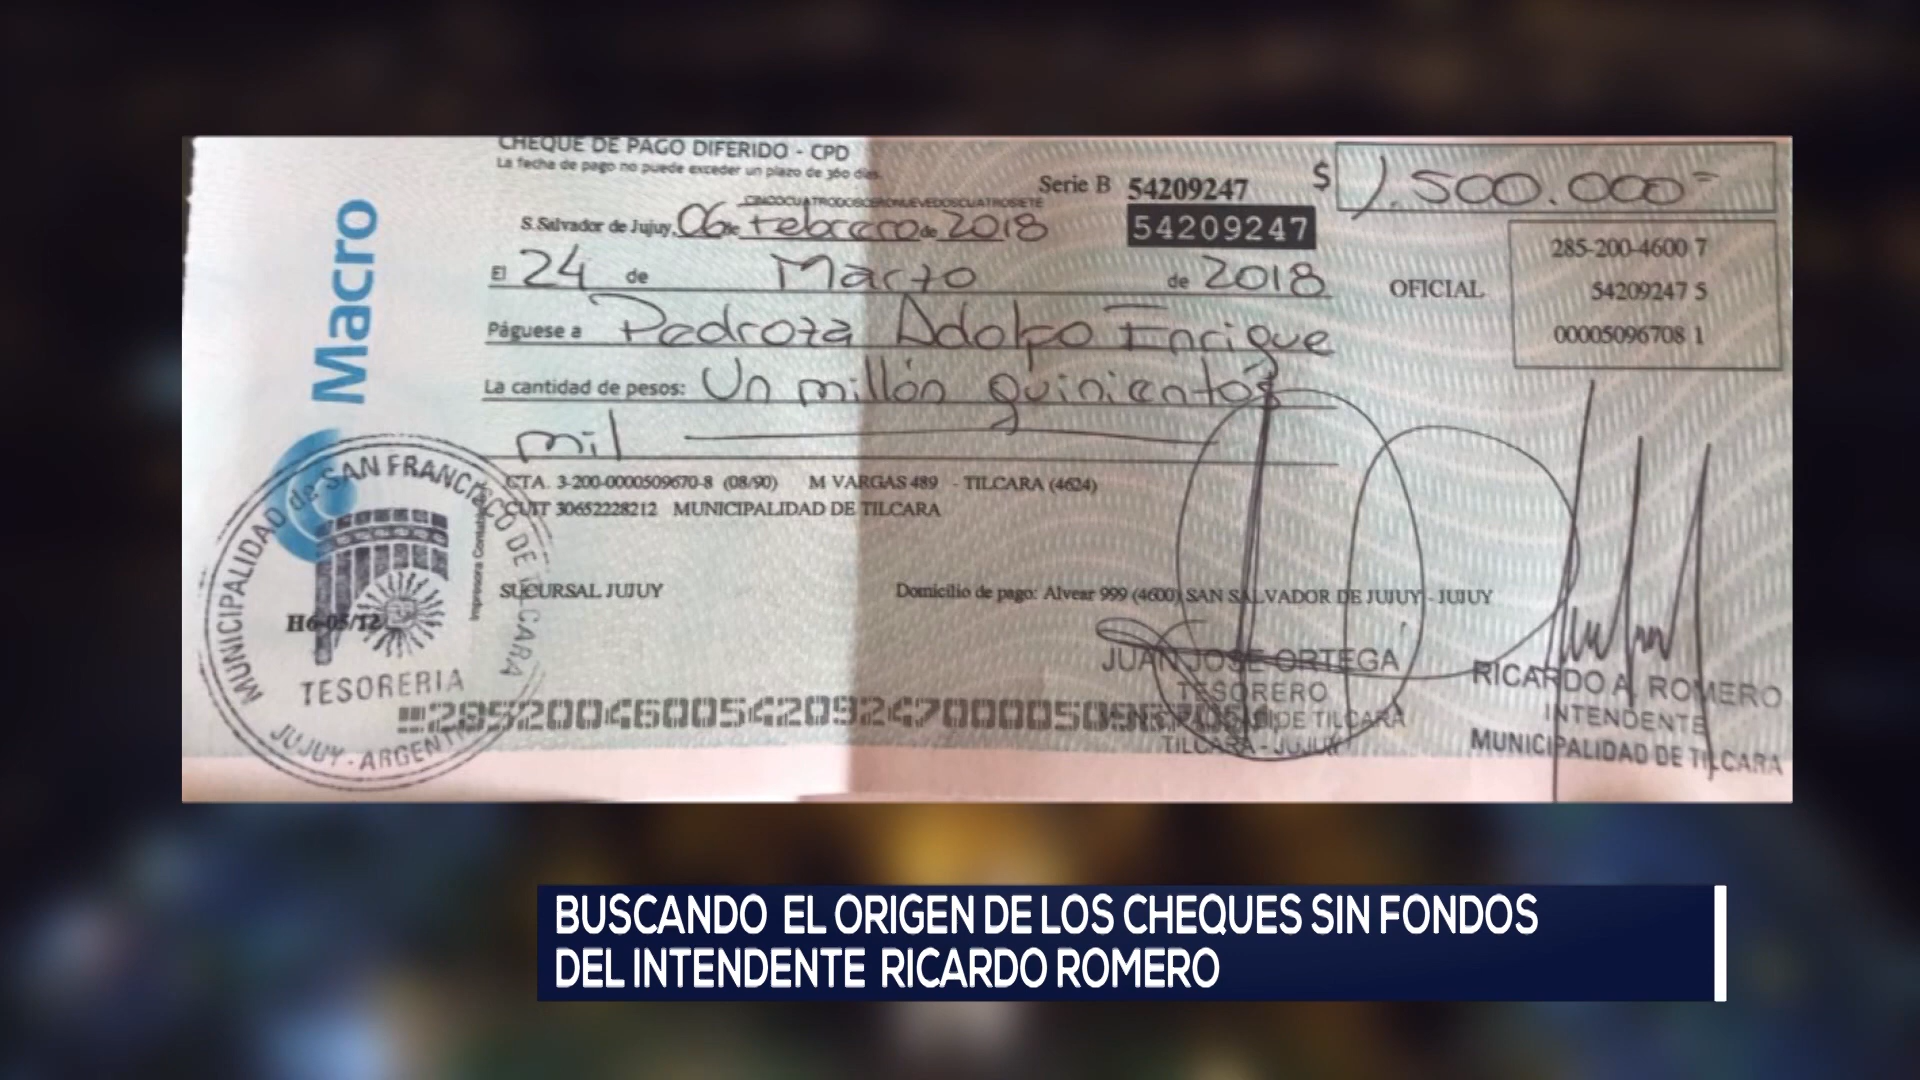 CHEQUE DE PAGO DIFERIDO - CPD
La fecha de pago no puede exceder un plazo de 360 días.
Serie B 54209247
$ 1.500.000=
CINCOCUATRODOSCERONUEVEDOSCUATROSIETE
S. Salvador de Jujuy, 06 de Febrero de 2018
54209247
El 24 de Marzo de 2018
OFICIAL
285-200-4600 7
54209247 5
00005096708 1
Páguese a Pedroza Adolfo Enrique
La cantidad de pesos: Un millón quinientos
mil
Macro
CTA. 3-200-0000509670-8 (08/90) M VARGAS 489 - TILCARA (4624)
CUIT 30652228212 MUNICIPALIDAD DE TILCARA
SUCURSAL JUJUY
Domicilio de pago: Alvear 999 (4600) SAN SALVADOR DE JUJUY - JUJUY
MUNICIPALIDAD de SAN FRANCISCO DE TILCARA
H6-05/12
TESORERIA
JUJUY - ARGENTINA
JUAN JOSE ORTEGA
TESORERO
MUNICIPALIDAD DE TILCARA
TILCARA - JUJUY
RICARDO A. ROMERO
INTENDENTE
MUNICIPALIDAD DE TILCARA
BUSCANDO EL ORIGEN DE LOS CHEQUES SIN FONDOS
DEL INTENDENTE RICARDO ROMERO